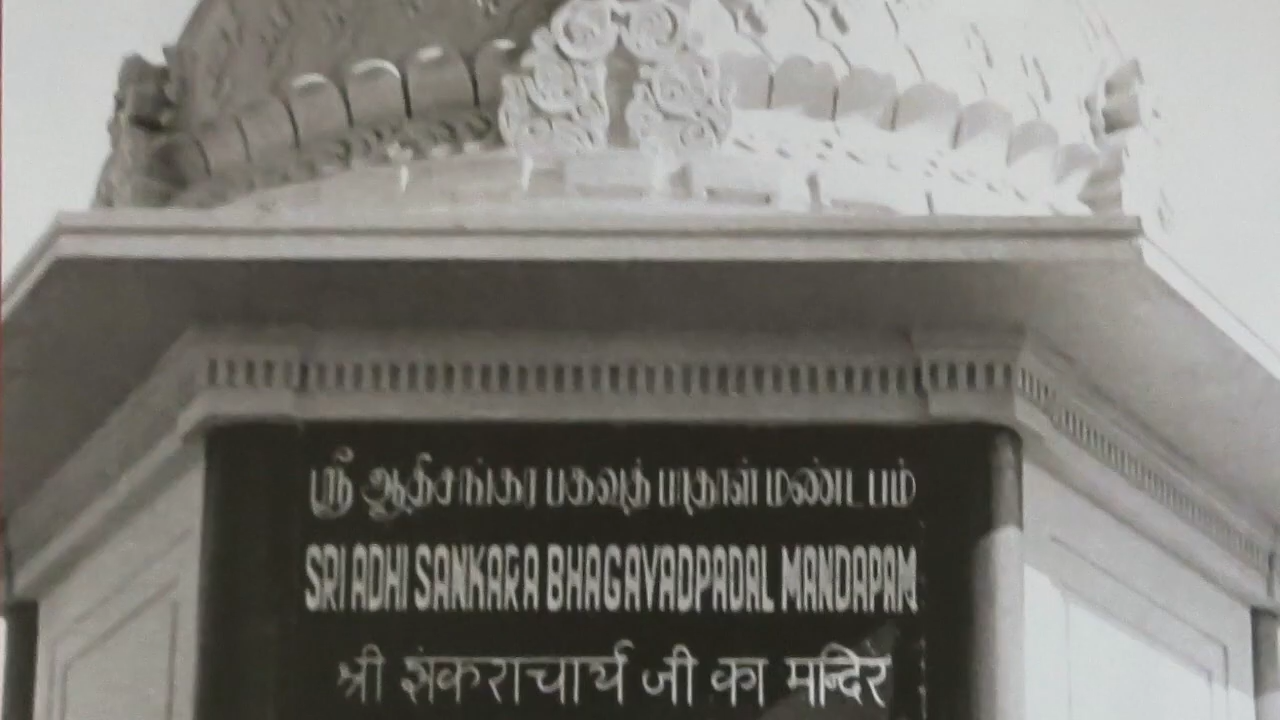 ஸ்ரீ ஆதிசங்கர பகவத் பாதாள் மண்டபம்
SRI ADHI SANKARA BHAGAVADPADAL MANDAPAM
श्री शंकराचार्य जी का मन्दिर